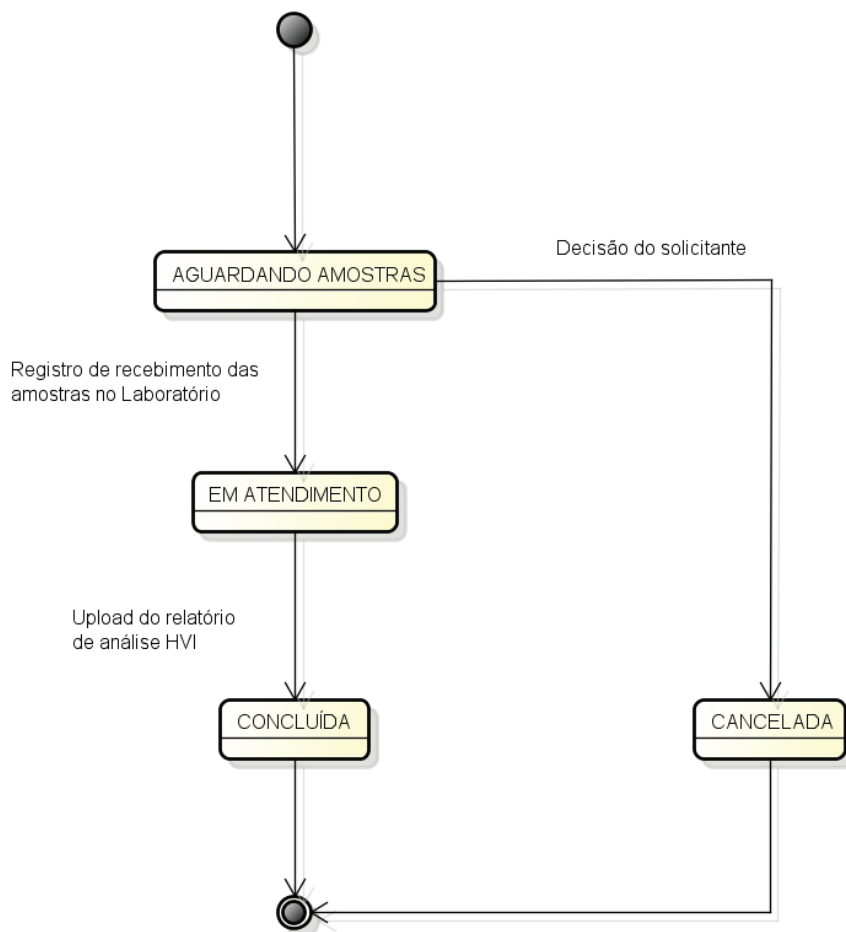 Decisão do solicitante
AGUARDANDO AMOSTRAS
Registro de recebimento das
amostras no Laboratório
EM ATENDIMENTO
Upload do relatório
de análise HVI
CONCLUÍDA
CANCELADA